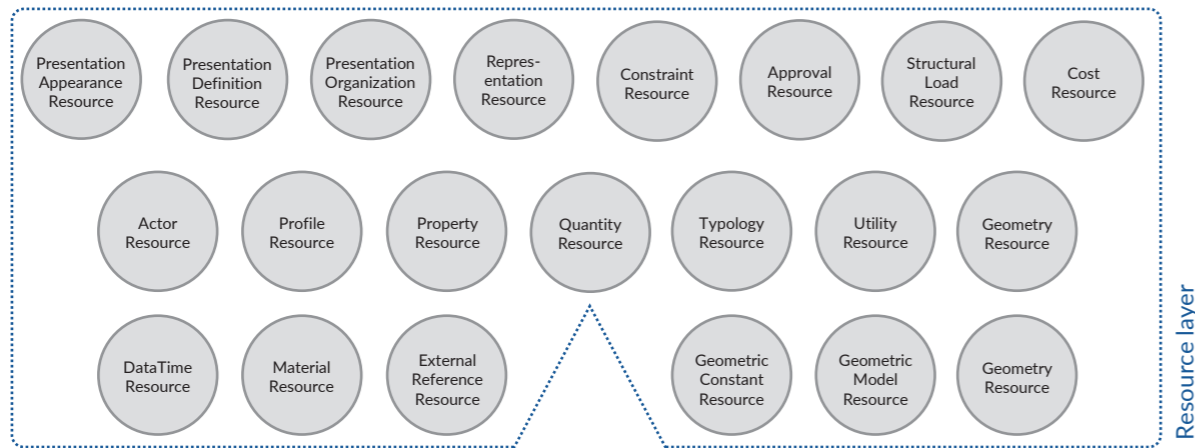 Presentation
Appearance
Resource
Presentation
Definition
Resource
Presentation
Organization
Resource
Repres-
entation
Resource
Constraint
Resource
Approval
Resource
Structural
Load
Resource
Cost
Resource
Actor
Resource
Profile
Resource
Property
Resource
Quantity
Resource
Typology
Resource
Utility
Resource
Geometry
Resource
DataTime
Resource
Material
Resource
External
Reference
Resource
Geometric
Constant
Resource
Geometric
Model
Resource
Geometry
Resource
Resource layer